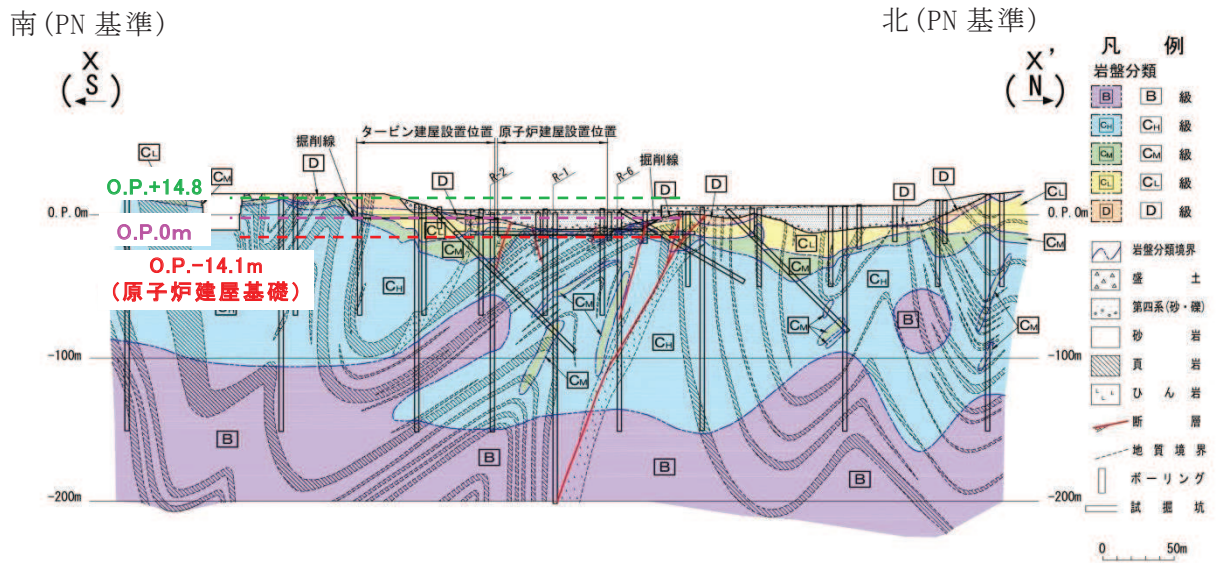 南(PN 基準)
北(PN 基準)
X
(S)
X'
(N)
タービン建屋設置位置
原子炉建屋設置位置
掘削線
掘削線
R-2
R-1
R-6
CL
CM
D
D
D
D
D
D
CL
CM
O.P.+14.8
O.P.0m
O.P.0m
O.P.0m
O.P.-14.1m
(原子炉建屋基礎)
CL
CM
CH
CL
CM
CH
CH
CM
CM
CH
CM
CM
B
-100m
-100m
B
B
B
B
-200m
-200m
凡例
岩盤分類
B B 級
CH CH 級
CM CM 級
CL CL 級
D D 級
岩盤分類境界
盛土
第四系(砂・礫)
砂岩
頁岩
ひん岩
断層
地質境界
ボーリング
試掘坑
0 50m